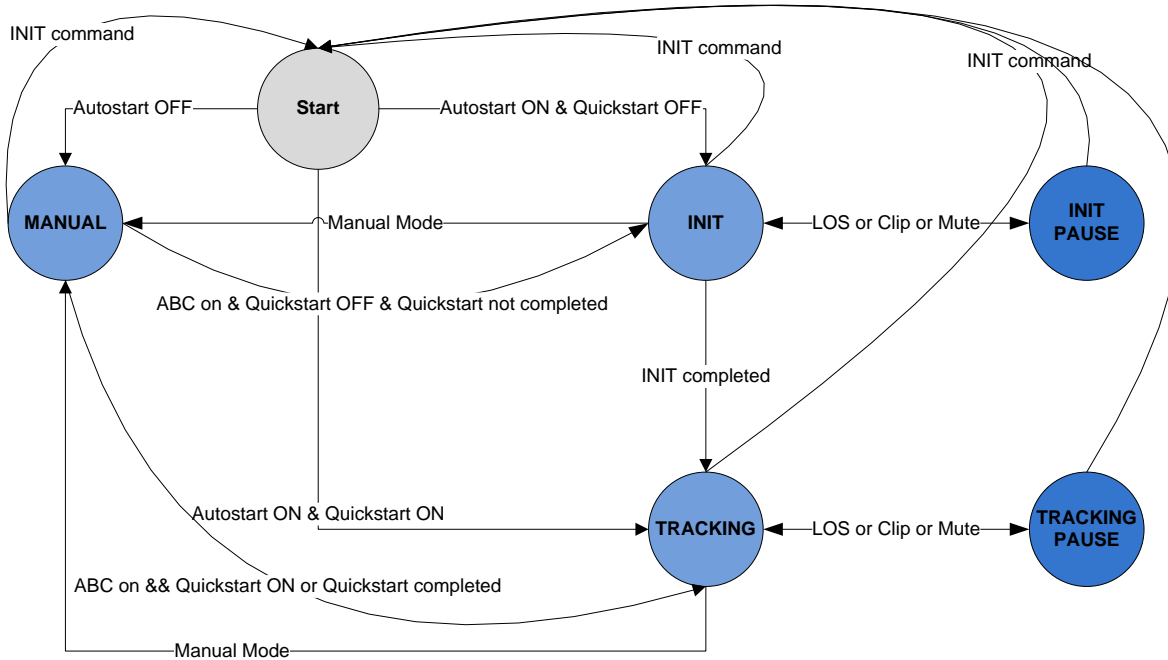 INIT command
INIT command
INIT command
Autostart OFF
Start
Autostart ON & Quickstart OFF
MANUAL
Manual Mode
INIT
LOS or Clip or Mute
INIT
PAUSE
ABC on & Quickstart OFF & Quickstart not completed
INIT completed
Autostart ON & Quickstart ON
TRACKING
LOS or Clip or Mute
TRACKING
PAUSE
ABC on && Quickstart ON or Quickstart completed
Manual Mode